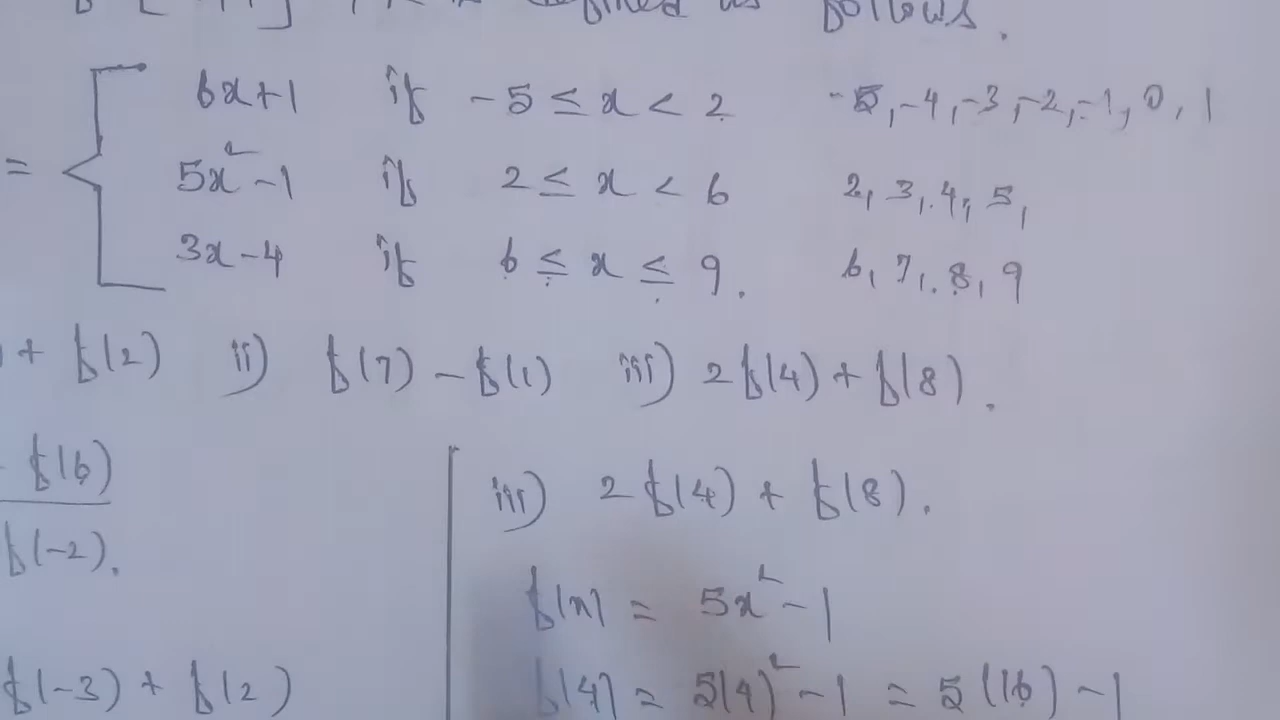 defined as follows.
6x+1 if -5 ≤ x < 2 -5, -4, -3, -2, -1, 0, 1
= {
5x²-1 if 2 ≤ x < 6 2, 3, 4, 5,
3x-4 if 6 ≤ x ≤ 9. 6, 7, 8, 9
+ f(2) ii) f(7) - f(1) iii) 2f(4) + f(8).
f(6)
f(-2).
f(-3) + f(2)
iii) 2f(4) + f(8).
f(x) = 5x²-1
f(4) = 5(4)²-1 = 5(16)-1